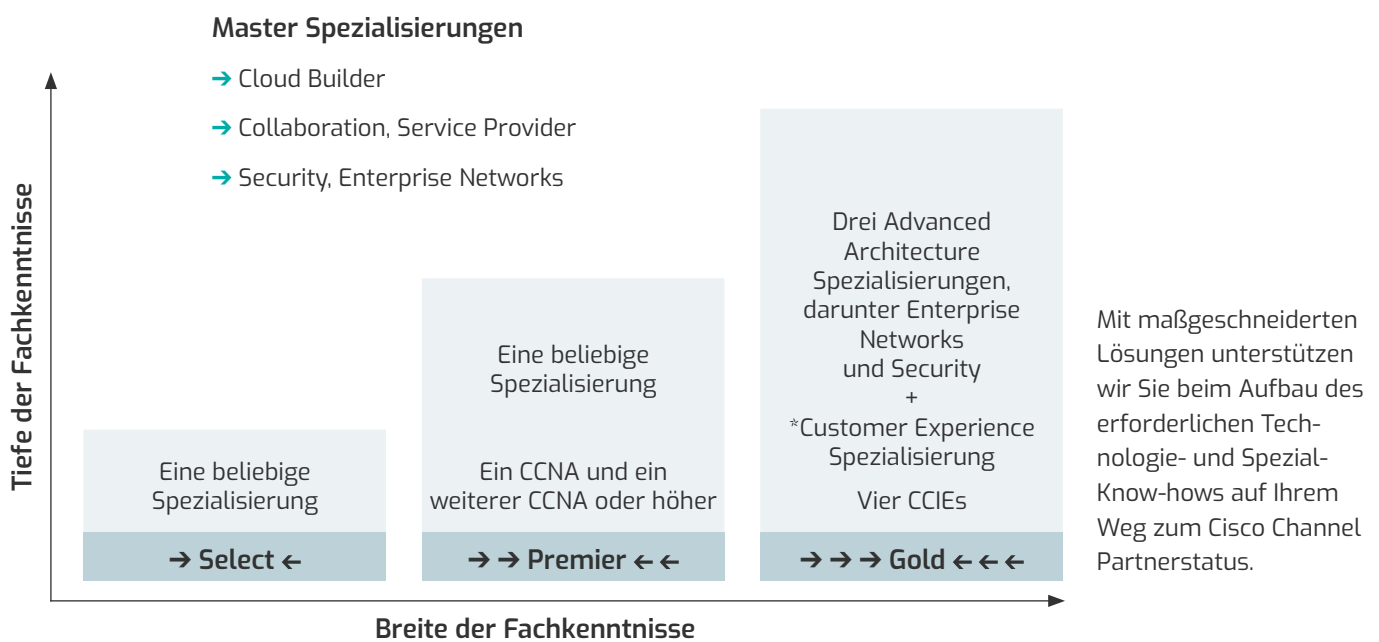 Master Spezialisierungen
→ Cloud Builder
→ Collaboration, Service Provider
→ Security, Enterprise Networks
Tiefe der Fachkenntnisse
Eine beliebige
Spezialisierung
→ Select ←
Eine beliebige
Spezialisierung
Ein CCNA und ein
weiterer CCNA oder höher
→ → Premier ← ←
Drei Advanced
Architecture
Spezialisierungen,
darunter Enterprise
Networks
und Security
+
*Customer Experience
Spezialisierung
Vier CCIEs
→ → → Gold ← ← ←
Breite der Fachkenntnisse
Mit maßgeschneiderten
Lösungen unterstützen
wir Sie beim Aufbau des
erforderlichen Tech-
nologie- und Spezial-
Know-hows auf Ihrem
Weg zum Cisco Channel
Partnerstatus.